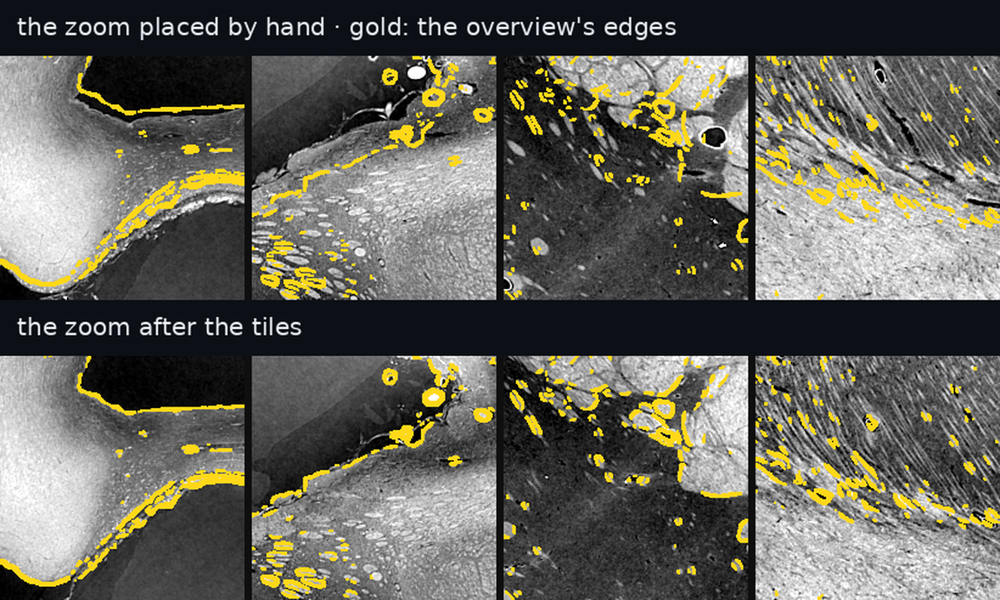 the zoom placed by hand · gold: the overview's edges
the zoom after the tiles